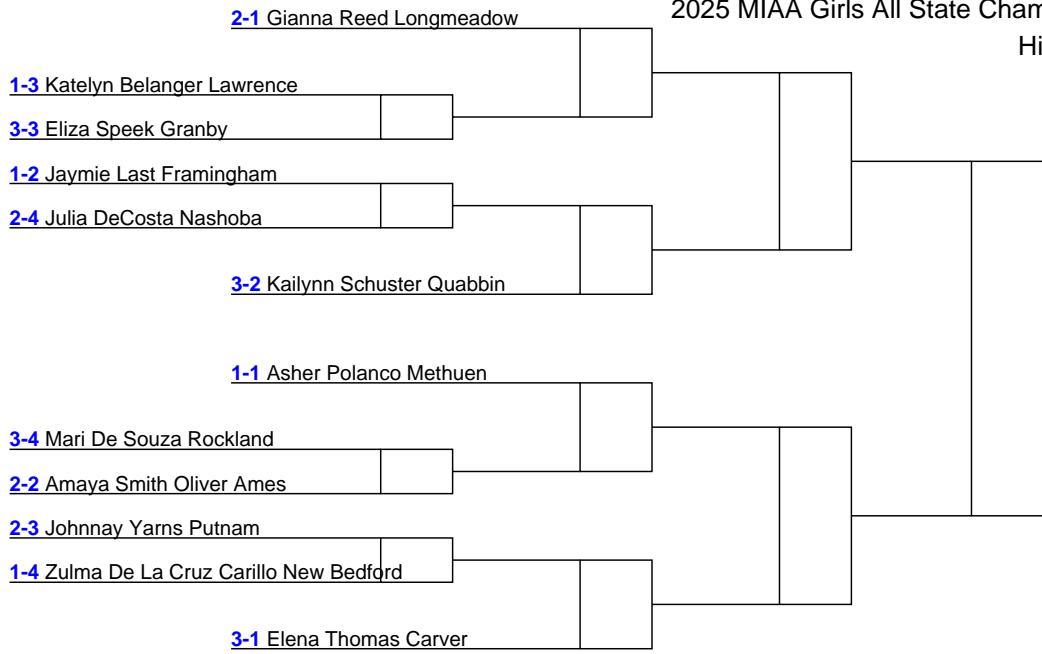 2-1 Gianna Reed Longmeadow
2025 MIAA Girls All State Cham
Hi
1-3 Katelyn Belanger Lawrence
3-3 Eliza Speek Granby
1-2 Jaymie Last Framingham
2-4 Julia DeCosta Nashoba
3-2 Kailynn Schuster Quabbin
1-1 Asher Polanco Methuen
3-4 Mari De Souza Rockland
2-2 Amaya Smith Oliver Ames
2-3 Johnnay Yarns Putnam
1-4 Zulma De La Cruz Carillo New Bedford
3-1 Elena Thomas Carver